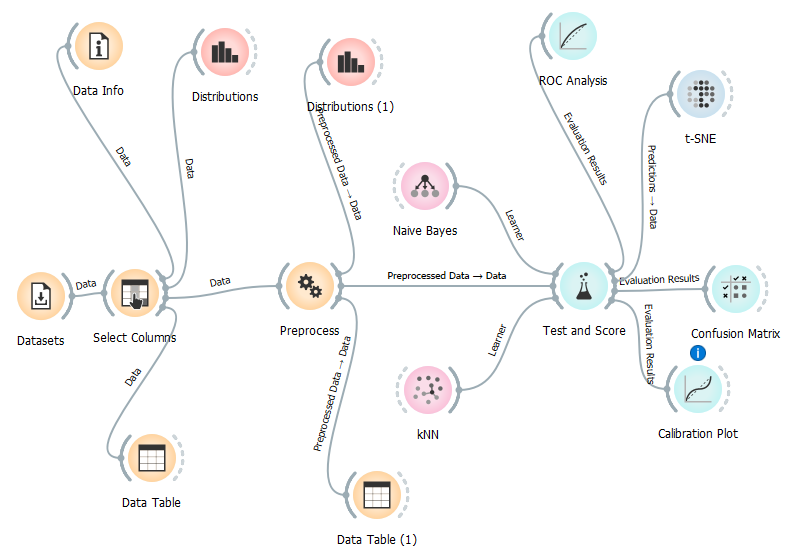 Data Info
Distributions
Distributions (1)
ROC Analysis
t-SNE
Data
Data
Preprocessed Data → Data
Evaluation Results
Predictions → Data
Naive Bayes
Learner
Datasets
Data
Select Columns
Data
Preprocess
Preprocessed Data → Data
Test and Score
Evaluation Results
Confusion Matrix
Data
Preprocessed Data → Data
Learner
Evaluation Results
i
kNN
Calibration Plot
Data Table
Data Table (1)